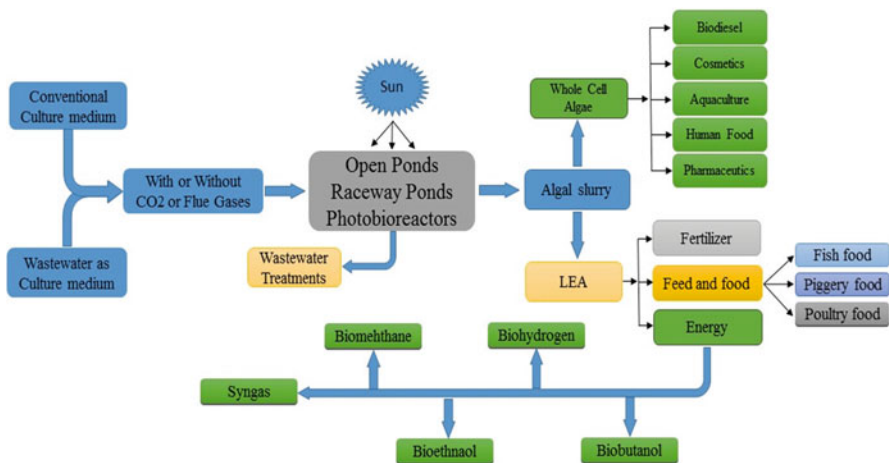 Conventional
Culture medium
Wastewater as
Culture medium
With or Without
CO2 or Flue Gases
Sun
Open Ponds
Raceway Ponds
Photobioreactors
Wastewater
Treatments
Algal slurry
Whole Cell
Algae
Biodiesel
Cosmetics
Aquaculture
Human Food
Pharmaceutics
LEA
Fertilizer
Feed and food
Energy
Fish food
Piggery food
Poultry food
Biomehthane
Biohydrogen
Syngas
Bioethnaol
Biobutanol